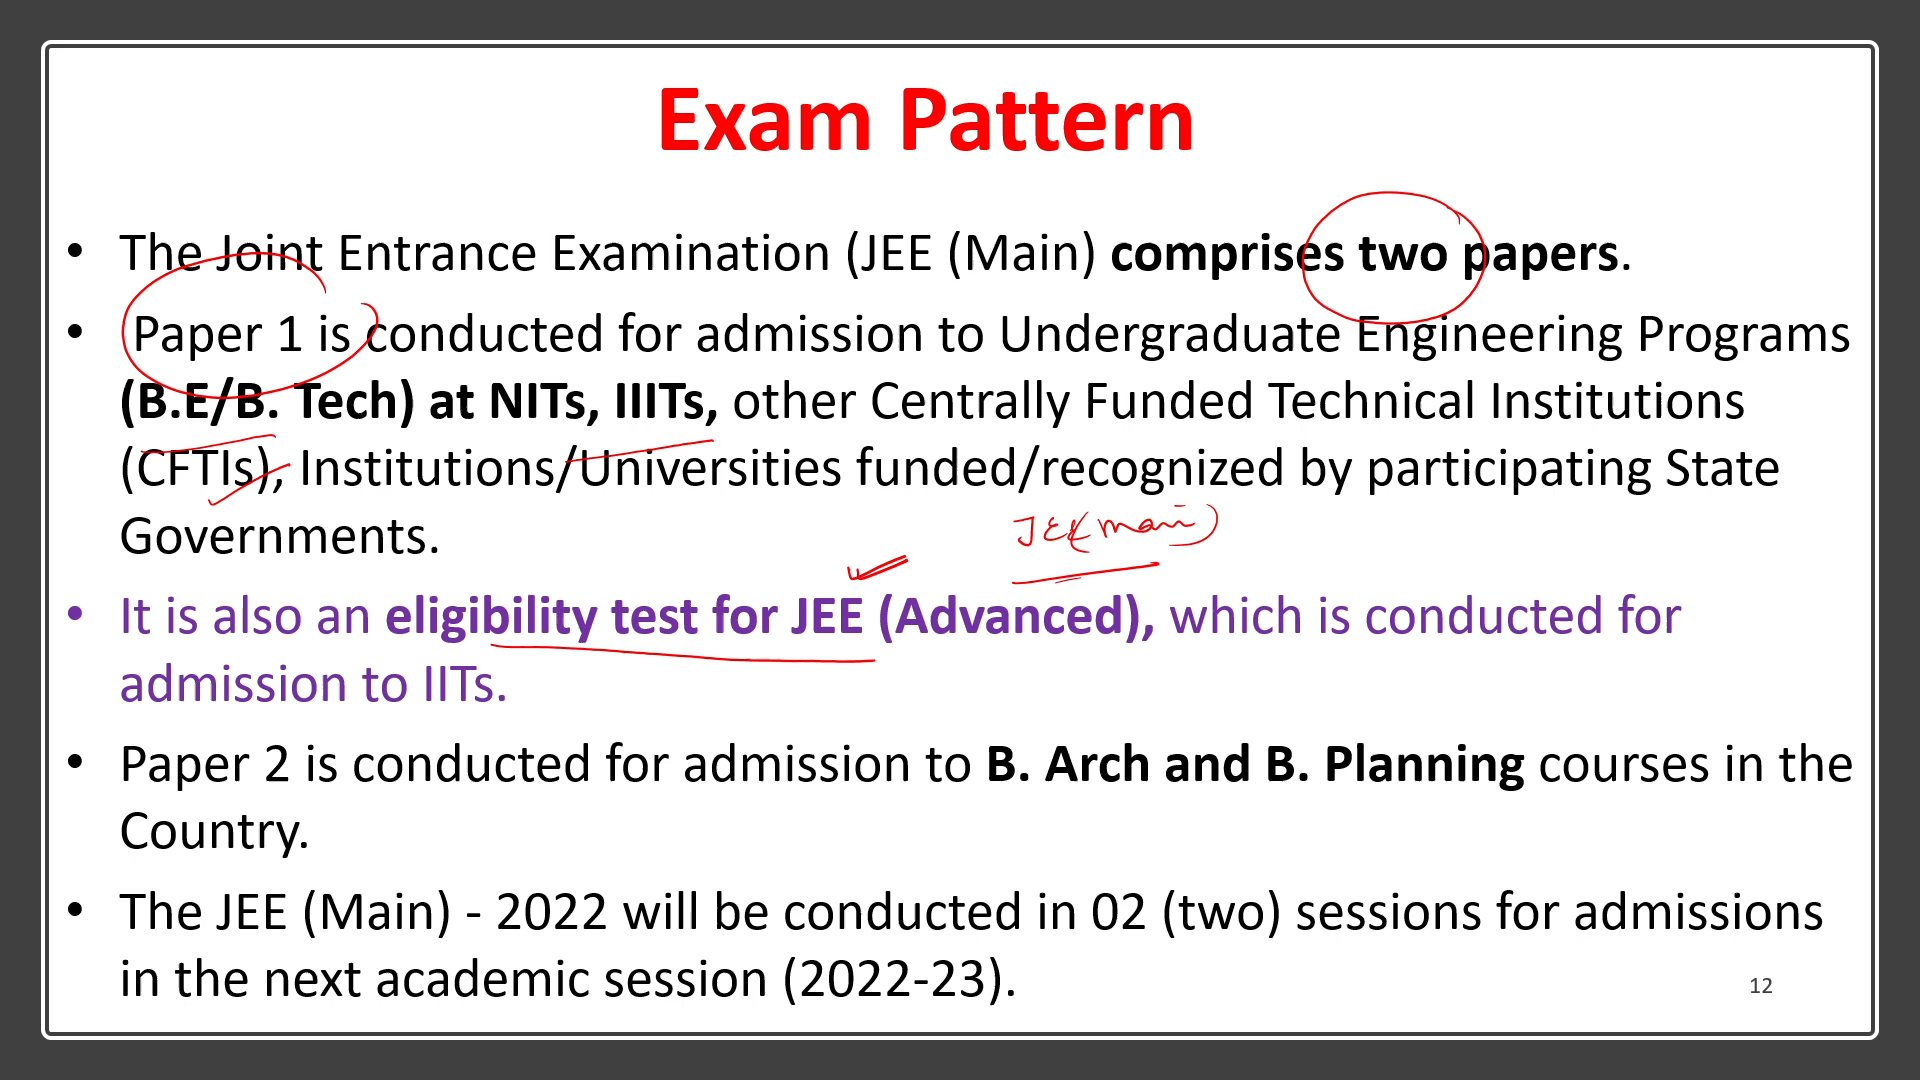 Exam Pattern
• The Joint Entrance Examination (JEE (Main) comprises two papers.
• Paper 1 is conducted for admission to Undergraduate Engineering Programs
(B.E/B. Tech) at NITs, IIITs, other Centrally Funded Technical Institutions
(CFTIs), Institutions/Universities funded/recognized by participating State
Governments.
JEE(main)
• It is also an eligibility test for JEE (Advanced), which is conducted for
admission to IITs.
• Paper 2 is conducted for admission to B. Arch and B. Planning courses in the
Country.
• The JEE (Main) - 2022 will be conducted in 02 (two) sessions for admissions
in the next academic session (2022-23).
12